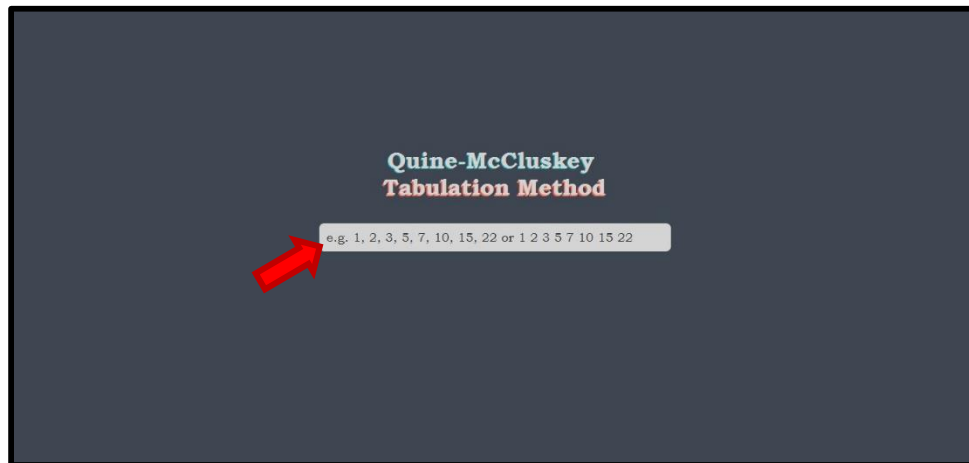 Quine-McCluskey
Tabulation Method
e.g. 1, 2, 3, 5, 7, 10, 15, 22 or 1 2 3 5 7 10 15 22